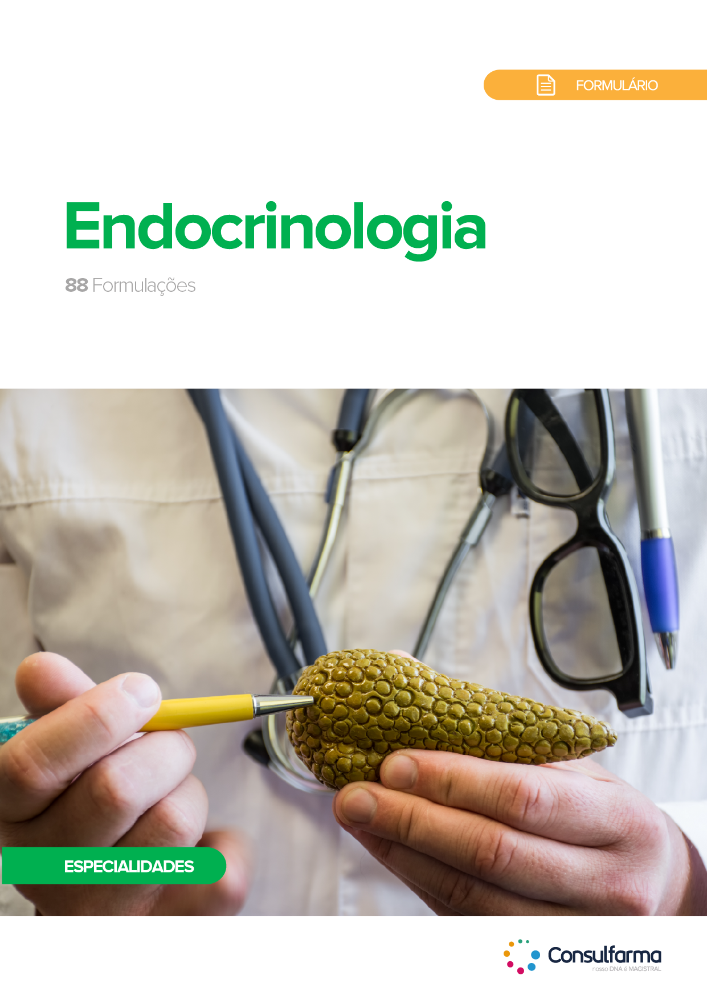 FORMULÁRIO
Endocrinologia
88 Formulações
ESPECIALIDADES
Consulfarma
nosso DNA é MAGISTRAL